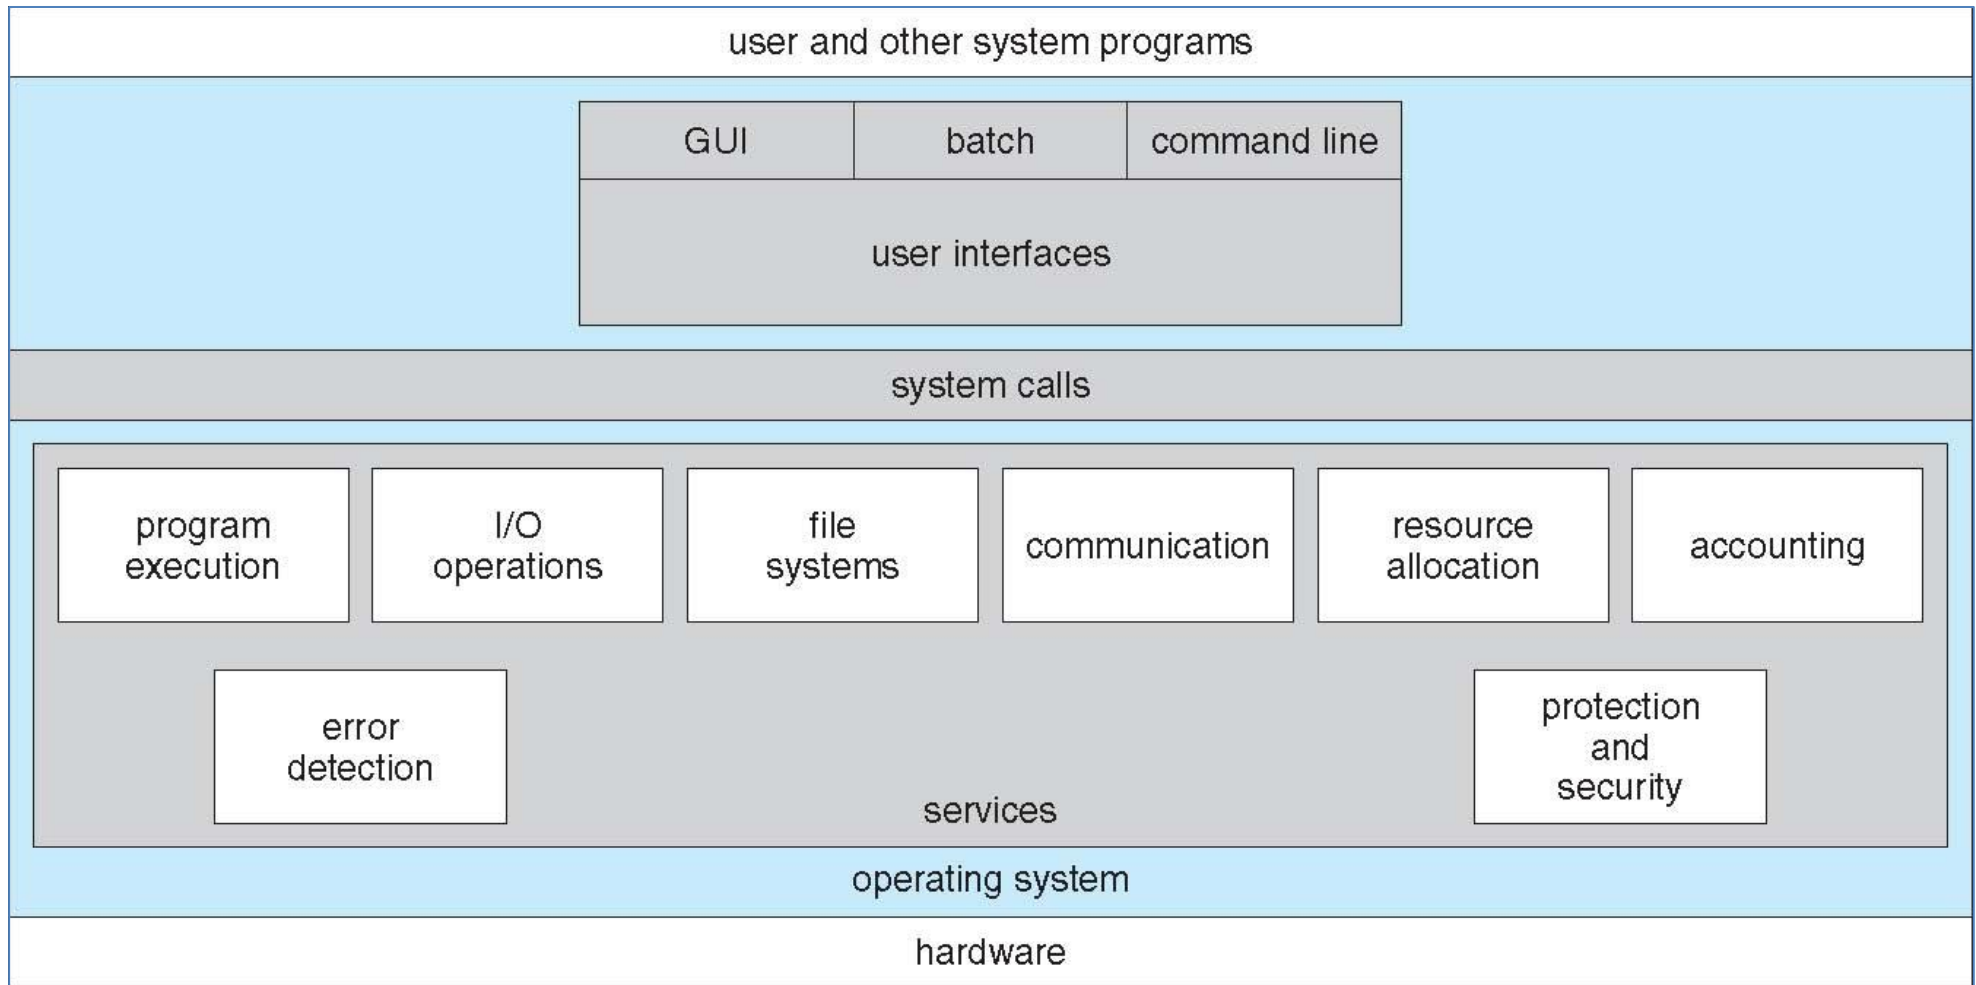 user and other system programs
GUI
batch
command line
user interfaces
system calls
program
execution
I/O
operations
file
systems
communication
resource
allocation
accounting
error
detection
protection
and
security
services
operating system
hardware